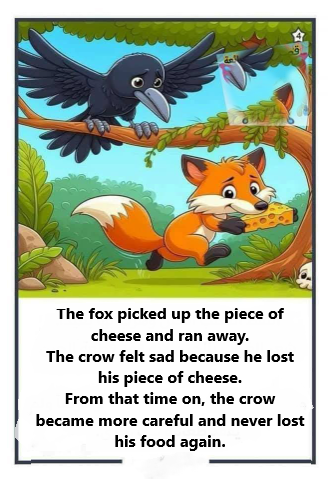 4
The fox picked up the piece of
cheese and ran away.
The crow felt sad because he lost
his piece of cheese.
From that time on, the crow
became more careful and never lost
his food again.